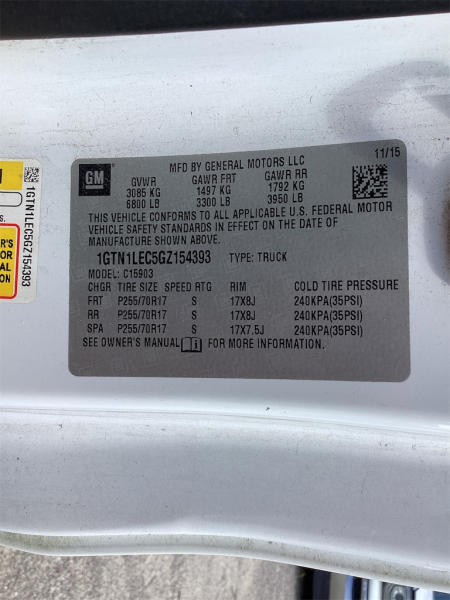 GM
MFD BY GENERAL MOTORS LLC
11/15
GVWR GAWR FRT GAWR RR
3085 KG 1497 KG 1792 KG
6800 LB 3300 LB 3950 LB
THIS VEHICLE CONFORMS TO ALL APPLICABLE U.S. FEDERAL MOTOR
VEHICLE SAFETY STANDARDS IN EFFECT ON THE DATE OF
MANUFACTURE SHOWN ABOVE.
1GTN1LEC5GZ154393 TYPE: TRUCK
MODEL: C15903
CHGR TIRE SIZE SPEED RTG RIM COLD TIRE PRESSURE
FRT P255/70R17 S 17X8J 240KPA(35PSI)
RR P255/70R17 S 17X8J 240KPA(35PSI)
SPA P255/70R17 S 17X7.5J 240KPA(35PSI)
SEE OWNER'S MANUAL FOR MORE INFORMATION.
1GTN1LEC5GZ154393
ER'S
AL